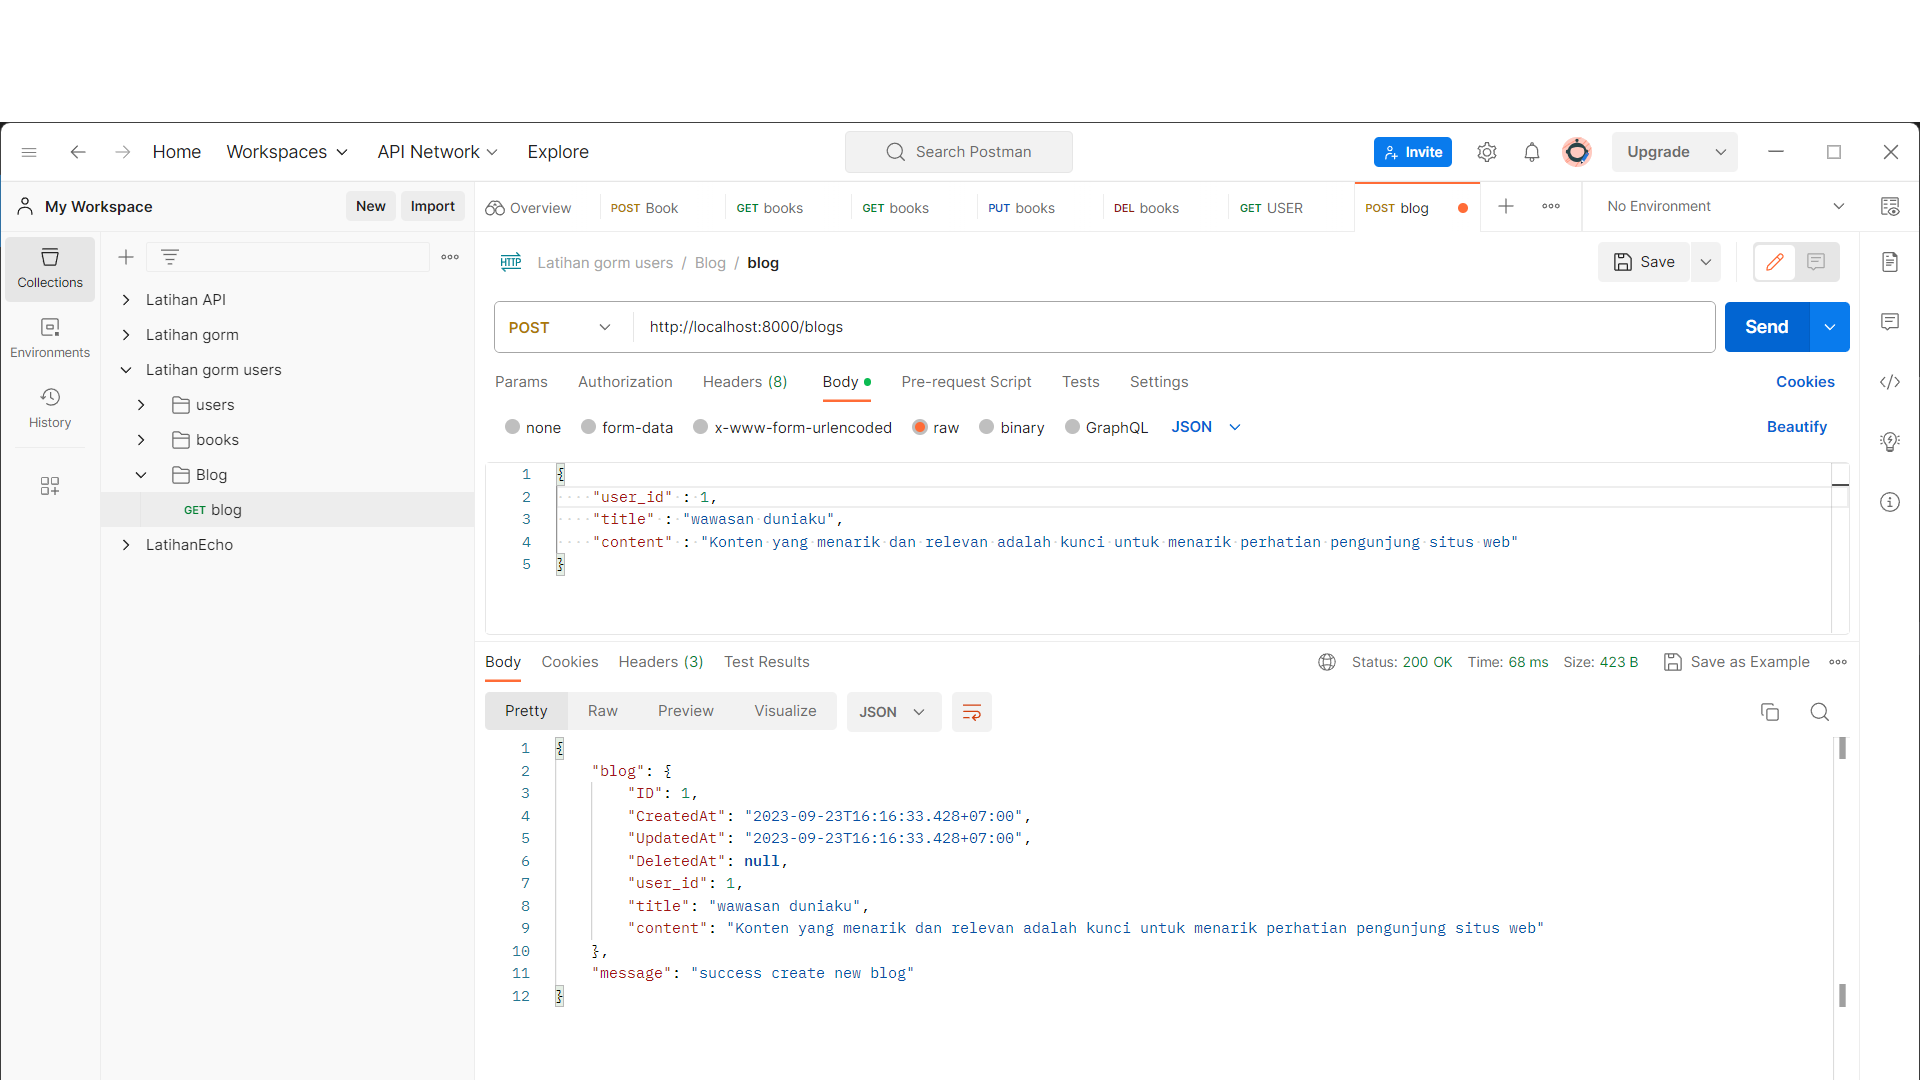 Home Workspaces API Network Explore Search Postman Invite Upgrade
My Workspace New Import Overview POST Book GET books GET books PUT books DEL books GET USER POST blog No Environment
Collections
Environments
History
Latihan API
Latihan gorm
Latihan gorm users
users
books
Blog
GET blog
LatihanEcho
HTTP Latihan gorm users / Blog / blog Save
POST http://localhost:8000/blogs Send
Params Authorization Headers (8) Body Pre-request Script Tests Settings Cookies
none form-data x-www-form-urlencoded raw binary GraphQL JSON Beautify
1 {
2 "user_id" : 1,
3 "title" : "wawasan duniaku",
4 "content" : "Konten yang menarik dan relevan adalah kunci untuk menarik perhatian pengunjung situs web"
5 }
Body Cookies Headers (3) Test Results Status: 200 OK Time: 68 ms Size: 423 B Save as Example
Pretty Raw Preview Visualize JSON
1 {
2 "blog": {
3 "ID": 1,
4 "CreatedAt": "2023-09-23T16:16:33.428+07:00",
5 "UpdatedAt": "2023-09-23T16:16:33.428+07:00",
6 "DeletedAt": null,
7 "user_id": 1,
8 "title": "wawasan duniaku",
9 "content": "Konten yang menarik dan relevan adalah kunci untuk menarik perhatian pengunjung situs web"
10 },
11 "message": "success create new blog"
12 }